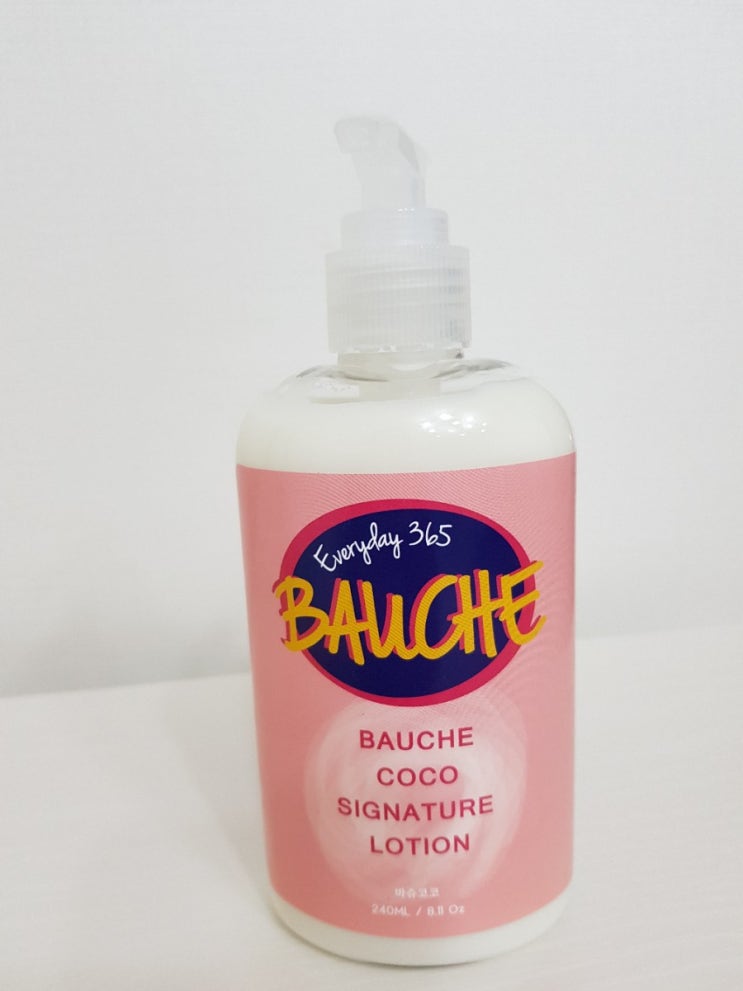 Everyday 365
BAUCHE
BAUCHE
COCO
SIGNATURE
LOTION
바슈코코
240ML / 8.11 Oz